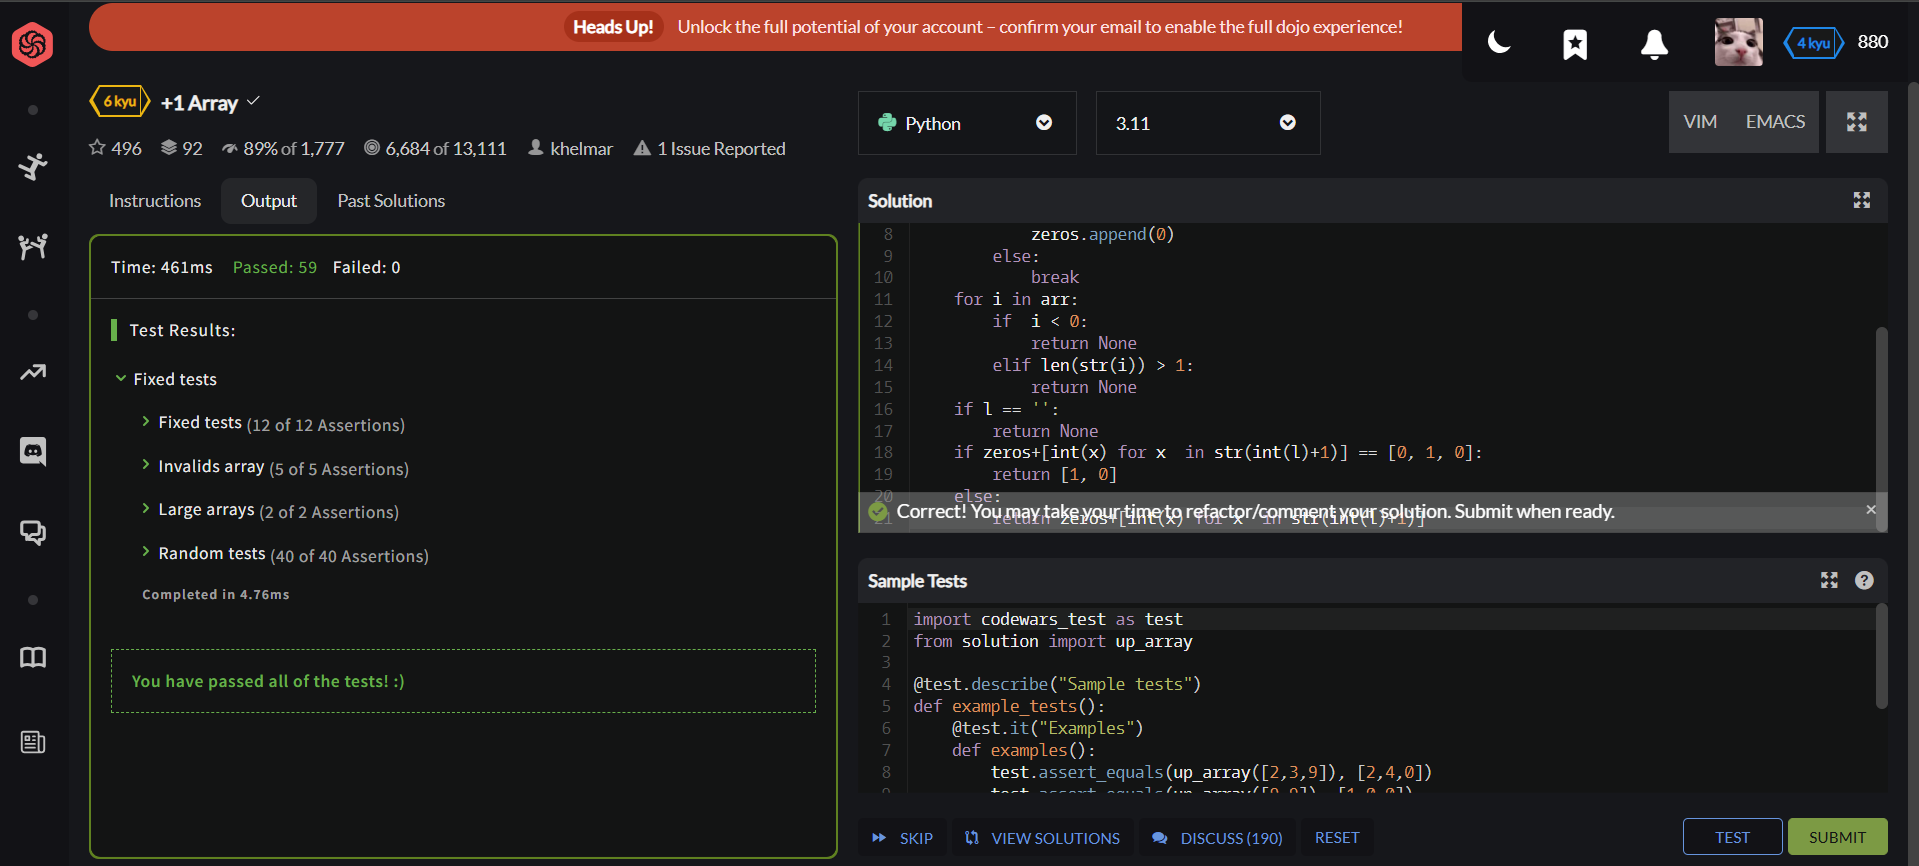 Heads Up! Unlock the full potential of your account – confirm your email to enable the full dojo experience!
4 kyu 880
6 kyu +1 Array
496 92 89% of 1,777 6,684 of 13,111 khelmar 1 Issue Reported
Instructions Output Past Solutions
Time: 461ms Passed: 59 Failed: 0
Test Results:
Fixed tests
Fixed tests (12 of 12 Assertions)
Invalids array (5 of 5 Assertions)
Large arrays (2 of 2 Assertions)
Random tests (40 of 40 Assertions)
Completed in 4.76ms
You have passed all of the tests! :)
Python 3.11 VIM EMACS
Solution
8 zeros.append(0)
9 else:
10 break
11 for i in arr:
12 if  i < 0:
13 return None
14 elif len(str(i)) > 1:
15 return None
16 if l == '':
17 return None
18 if zeros+[int(x) for x  in str(int(l)+1)] == [0, 1, 0]:
19 return [1, 0]
20 else:
21 return zeros+[int(x) for x  in str(int(l)+1)]
Correct! You may take your time to refactor/comment your solution. Submit when ready.
Sample Tests
1 import codewars_test as test
2 from solution import up_array
3
4 @test.describe("Sample tests")
5 def example_tests():
6 @test.it("Examples")
7 def examples():
8 test.assert_equals(up_array([2,3,9]), [2,4,0])
SKIP VIEW SOLUTIONS DISCUSS (190) RESET TEST SUBMIT